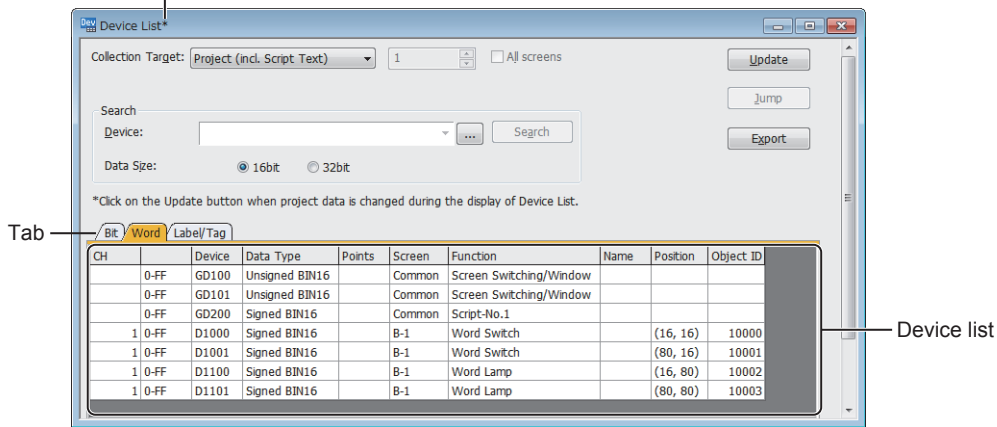 Dev Device List*
Collection Target: Project (incl. Script Text) 1 All screens Update
Jump
Search
Device: ... Search Export
Data Size: 16bit 32bit
*Click on the Update button when project data is changed during the display of Device List.
Tab Bit Word Label/Tag
CH Device Data Type Points Screen Function Name Position Object ID
0-FF GD100 Unsigned BIN16 Common Screen Switching/Window
0-FF GD101 Unsigned BIN16 Common Screen Switching/Window
0-FF GD200 Signed BIN16 Common Script-No.1
1 0-FF D1000 Signed BIN16 B-1 Word Switch (16, 16) 10000 Device list
1 0-FF D1001 Signed BIN16 B-1 Word Switch (80, 16) 10001
1 0-FF D1100 Signed BIN16 B-1 Word Lamp (16, 80) 10002
1 0-FF D1101 Signed BIN16 B-1 Word Lamp (80, 80) 10003